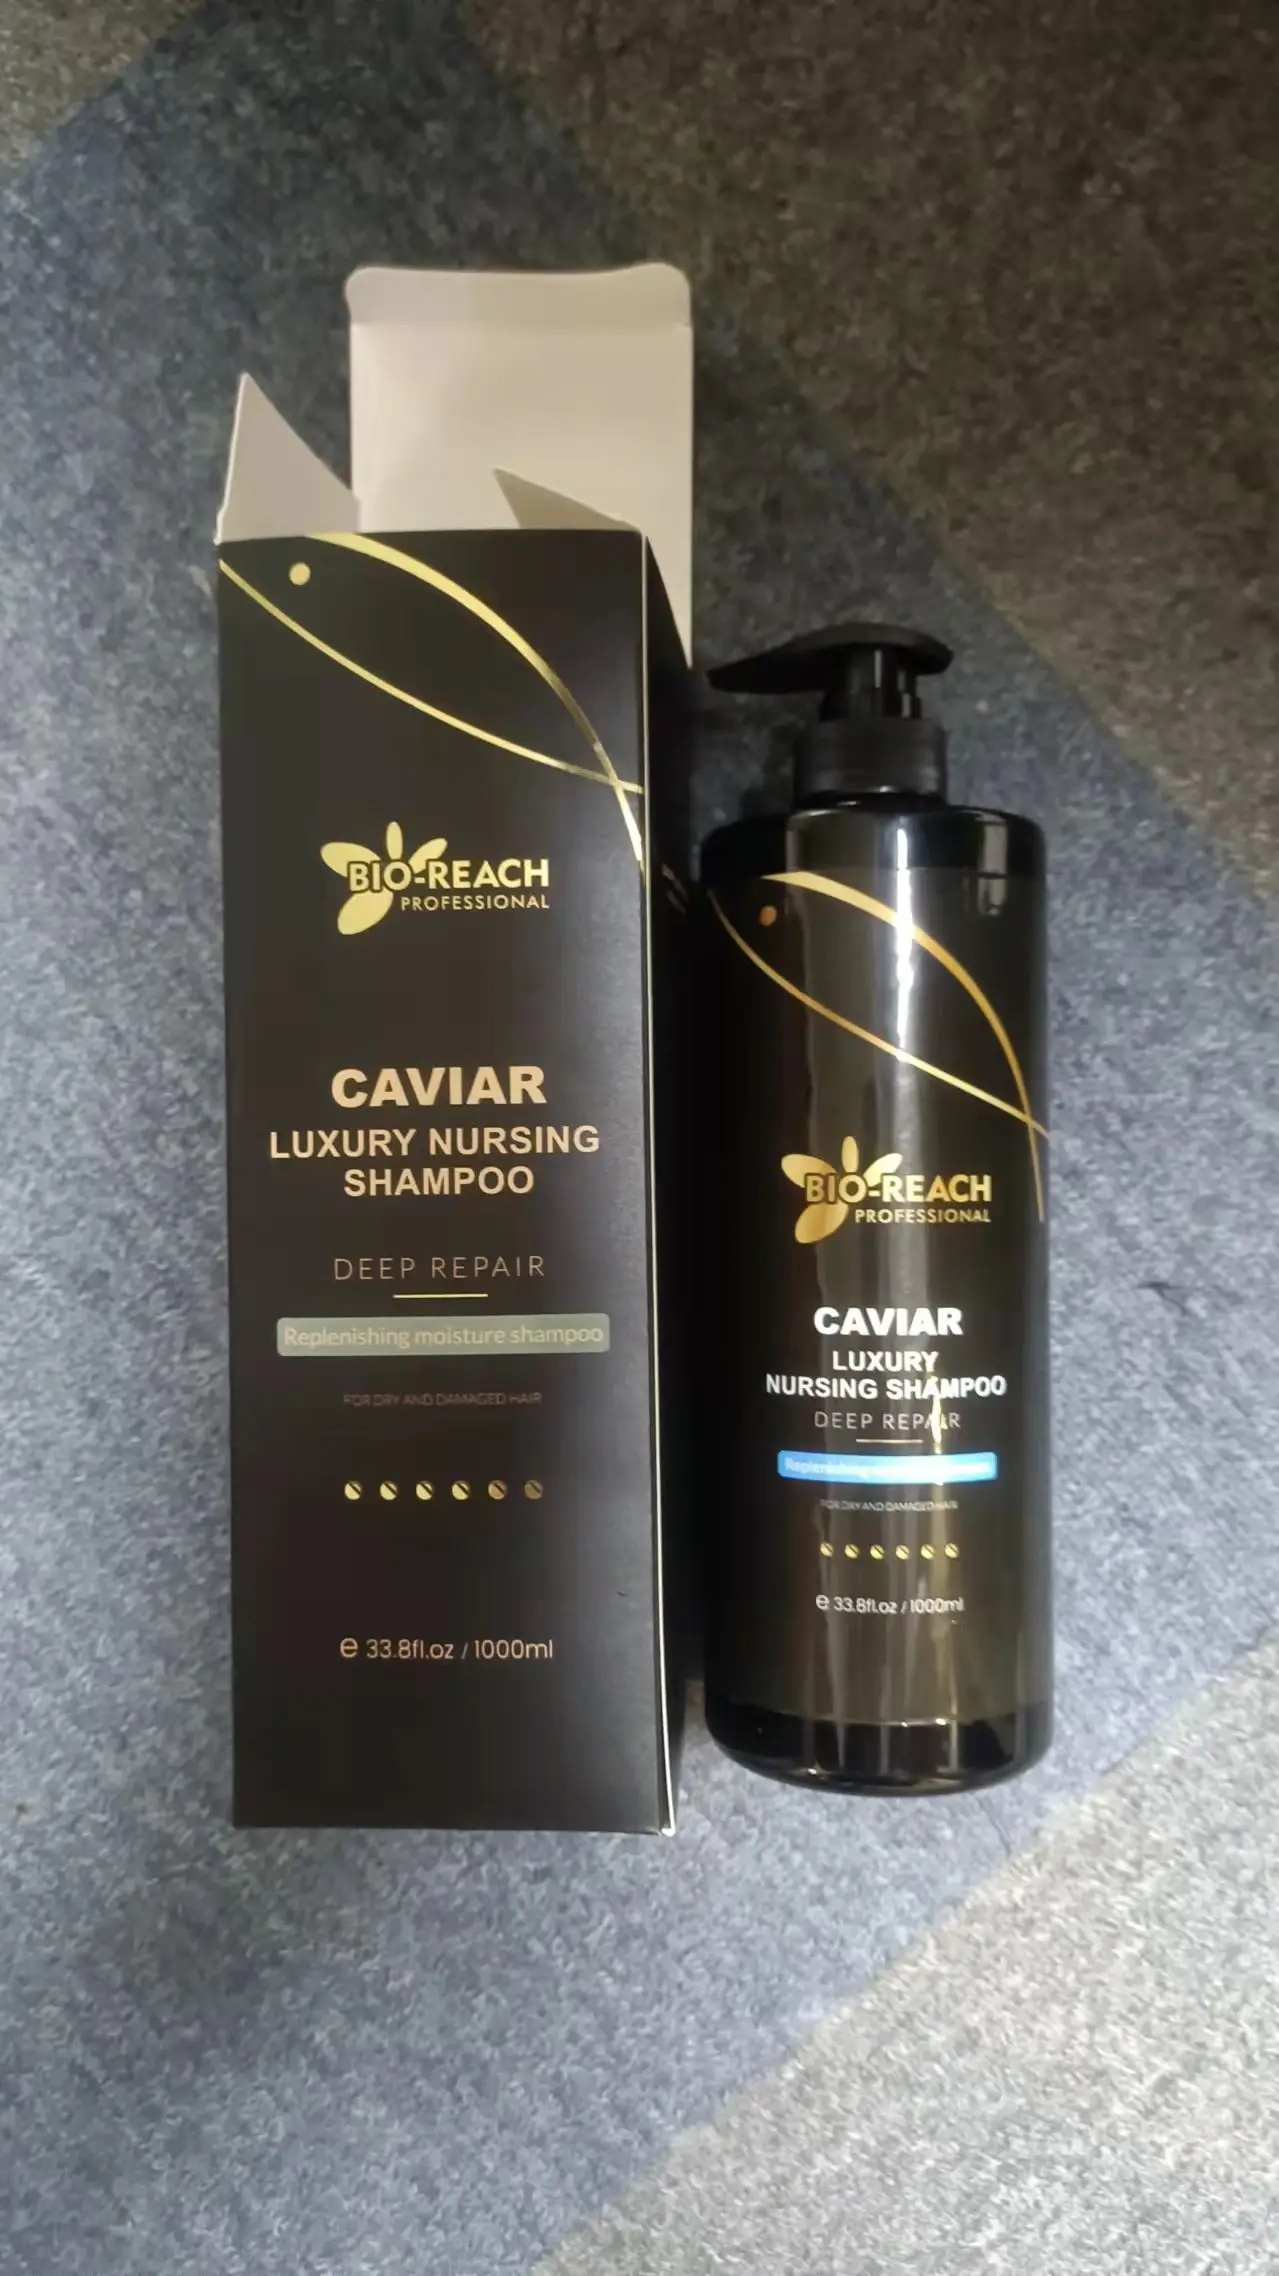 BIO-REACH
PROFESSIONAL
CAVIAR
LUXURY NURSING
SHAMPOO
DEEP REPAIR
Replenishing moisture shampoo
FOR DRY AND DAMAGED HAIR
e 33.8fl.oz / 1000ml
BIO-REACH
PROFESSIONAL
CAVIAR
LUXURY
NURSING SHAMPOO
DEEP REPAIR
Replenishing
FOR DRY AND DAMAGED HAIR
e 33.8fl.oz / 1000ml